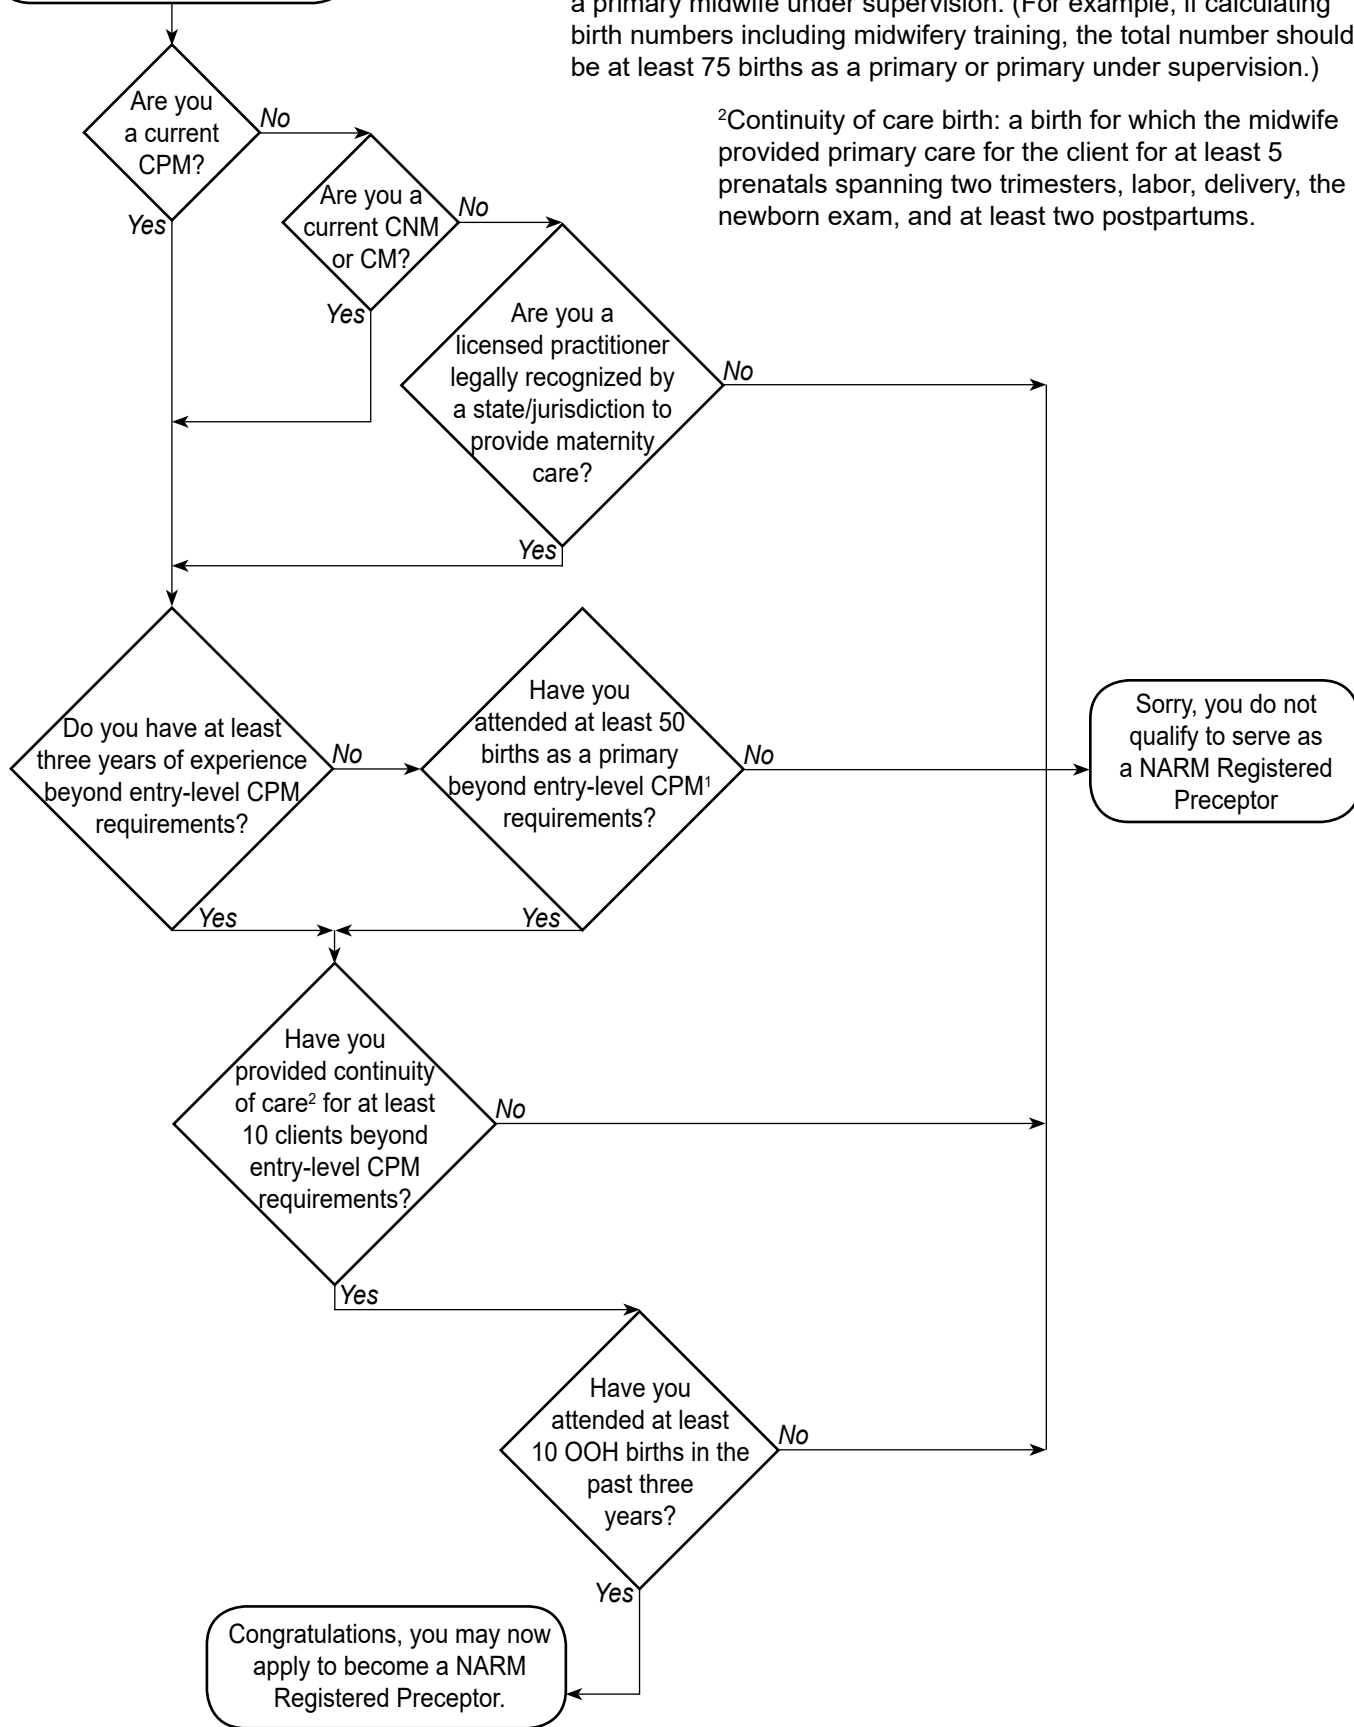 a primary midwife under supervision. (For example, if calculating
birth numbers including midwifery training, the total number should
be at least 75 births as a primary or primary under supervision.)
²Continuity of care birth: a birth for which the midwife
provided primary care for the client for at least 5
prenatals spanning two trimesters, labor, delivery, the
newborn exam, and at least two postpartums.
Are you
a current
CPM?
No
Yes
Are you a
current CNM
or CM?
No
Yes
Are you a
licensed practitioner
legally recognized by
a state/jurisdiction to
provide maternity
care?
No
Yes
Do you have at least
three years of experience
beyond entry-level CPM
requirements?
No
Yes
Have you
attended at least 50
births as a primary
beyond entry-level CPM¹
requirements?
No
Yes
Sorry, you do not
qualify to serve as
a NARM Registered
Preceptor
Have you
provided continuity
of care² for at least
10 clients beyond
entry-level CPM
requirements?
No
Yes
Have you
attended at least
10 OOH births in the
past three
years?
No
Yes
Congratulations, you may now
apply to become a NARM
Registered Preceptor.